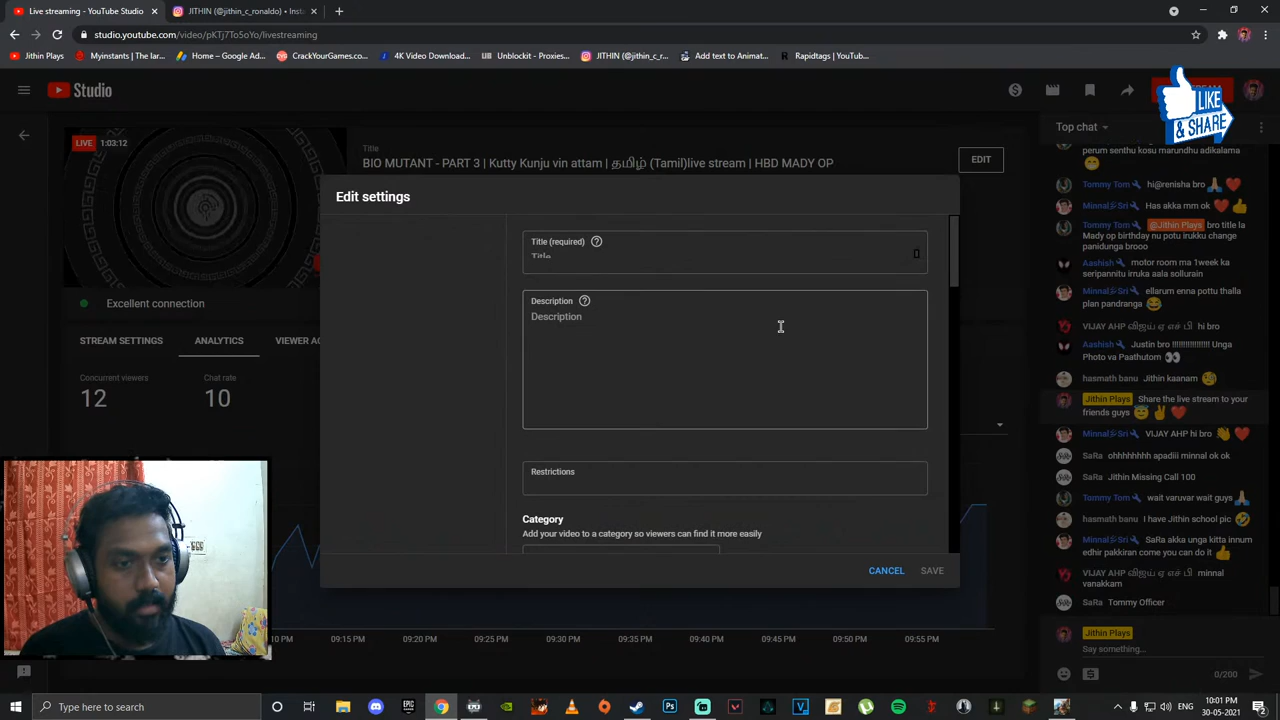 Live streaming - YouTube Studio
JITHIN (@jithin_c_ronaldo) • Inst
studio.youtube.com/video/pKTj7To5oYo/livestreaming
Jithin Plays
Myinstants | The lar...
Home – Google Ad...
CrackYourGames.co...
4K Video Download...
Unblockit - Proxies...
JITHIN (@jithin_c_r...
Add text to Animat...
Rapidtags | YouTub...
Studio
LIKE
& SHARE
Top chat
LIVE 1:03:12
Title
BIO MUTANT - PART 3 | Kutty Kunju vin attam | தமிழ் (Tamil)live stream | HBD MADY OP
EDIT
Edit settings
Title (required)
Title
Description
Description
Restrictions
Category
Add your video to a category so viewers can find it more easily
CANCEL
SAVE
Excellent connection
STREAM SETTINGS
ANALYTICS
VIEWER AC
Concurrent viewers
12
Chat rate
10
:10 PM
09:15 PM
09:20 PM
09:25 PM
09:30 PM
09:35 PM
09:40 PM
09:45 PM
09:50 PM
09:55 PM
perum senthu kosu marundhu adikalama
Tommy Tom hi@renisha bro
Has akka mm ok
Tommy Tom @Jithin Plays bro title la
Mady op birthday nu potu irukku change
panidunga brooo
Aashish motor room ma 1week ka
seripannitu irruka aala sollurain
ellarum enna pottu thalla
plan pandranga
VIJAY AHP விஜய் ஏ எச் பி hi bro
Aashish Justin bro !!!!!!!!!!!!!!!!! Unga
Photo va Paathutom
hasmath banu Jithin kaanam
Jithin Plays Share the live stream to your
friends guys
VIJAY AHP hi bro
SaRa ohhhhhhhh apadiii minnal ok ok
SaRa Jithin Missing Call 100
Tommy Tom wait varuvar wait guys
hasmath banu I have Jithin school pic
SaRa akka unga kitta innum
edhir pakkiran come you can do it
VIJAY AHP விஜய் ஏ எச் பி minnal
vanakkam
SaRa Tommy Officer
Jithin Plays
Say something...
0/200
Type here to search
10:01 PM
30-05-2021